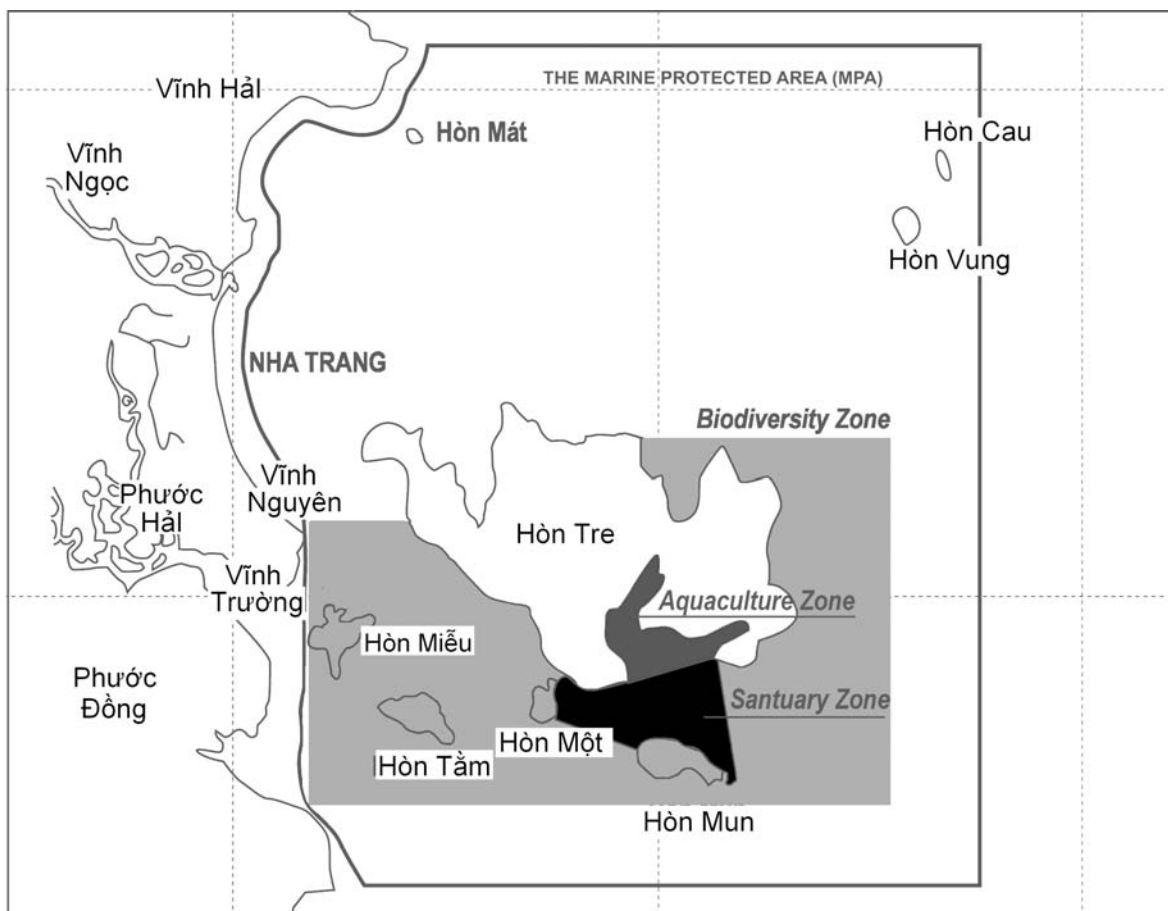 THE MARINE PROTECTED AREA (MPA)
Vĩnh Hải
Hòn Mát
Hòn Cau
Vĩnh
Ngọc
Hòn Vung
NHA TRANG
Biodiversity Zone
Vĩnh
Nguyên
Phước
Hải
Hòn Tre
Vĩnh
Trường
Aquaculture Zone
Hòn Miễu
Phước
Đồng
Santuary Zone
Hòn Một
Hòn Tằm
Hòn Mun